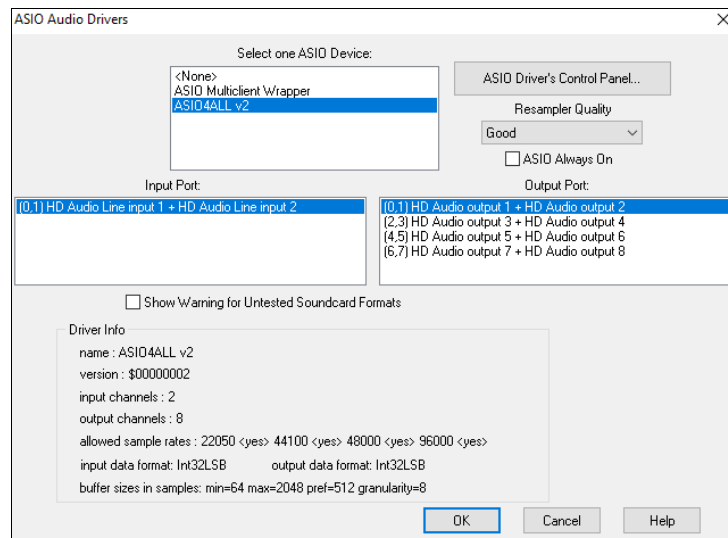 ASIO Audio Drivers
Select one ASIO Device:
<None>
ASIO Multiclient Wrapper
ASIO4ALL v2
ASIO Driver's Control Panel...
Resampler Quality
Good
ASIO Always On
Input Port:
(0,1) HD Audio Line input 1 + HD Audio Line input 2
Output Port:
(0,1) HD Audio output 1 + HD Audio output 2
(2,3) HD Audio output 3 + HD Audio output 4
(4,5) HD Audio output 5 + HD Audio output 6
(6,7) HD Audio output 7 + HD Audio output 8
Show Warning for Untested Soundcard Formats
Driver Info
name : ASIO4ALL v2
version : $00000002
input channels : 2
output channels : 8
allowed sample rates : 22050 <yes> 44100 <yes> 48000 <yes> 96000 <yes>
input data format: Int32LSB output data format: Int32LSB
buffer sizes in samples: min=64 max=2048 pref=512 granularity=8
OK Cancel Help